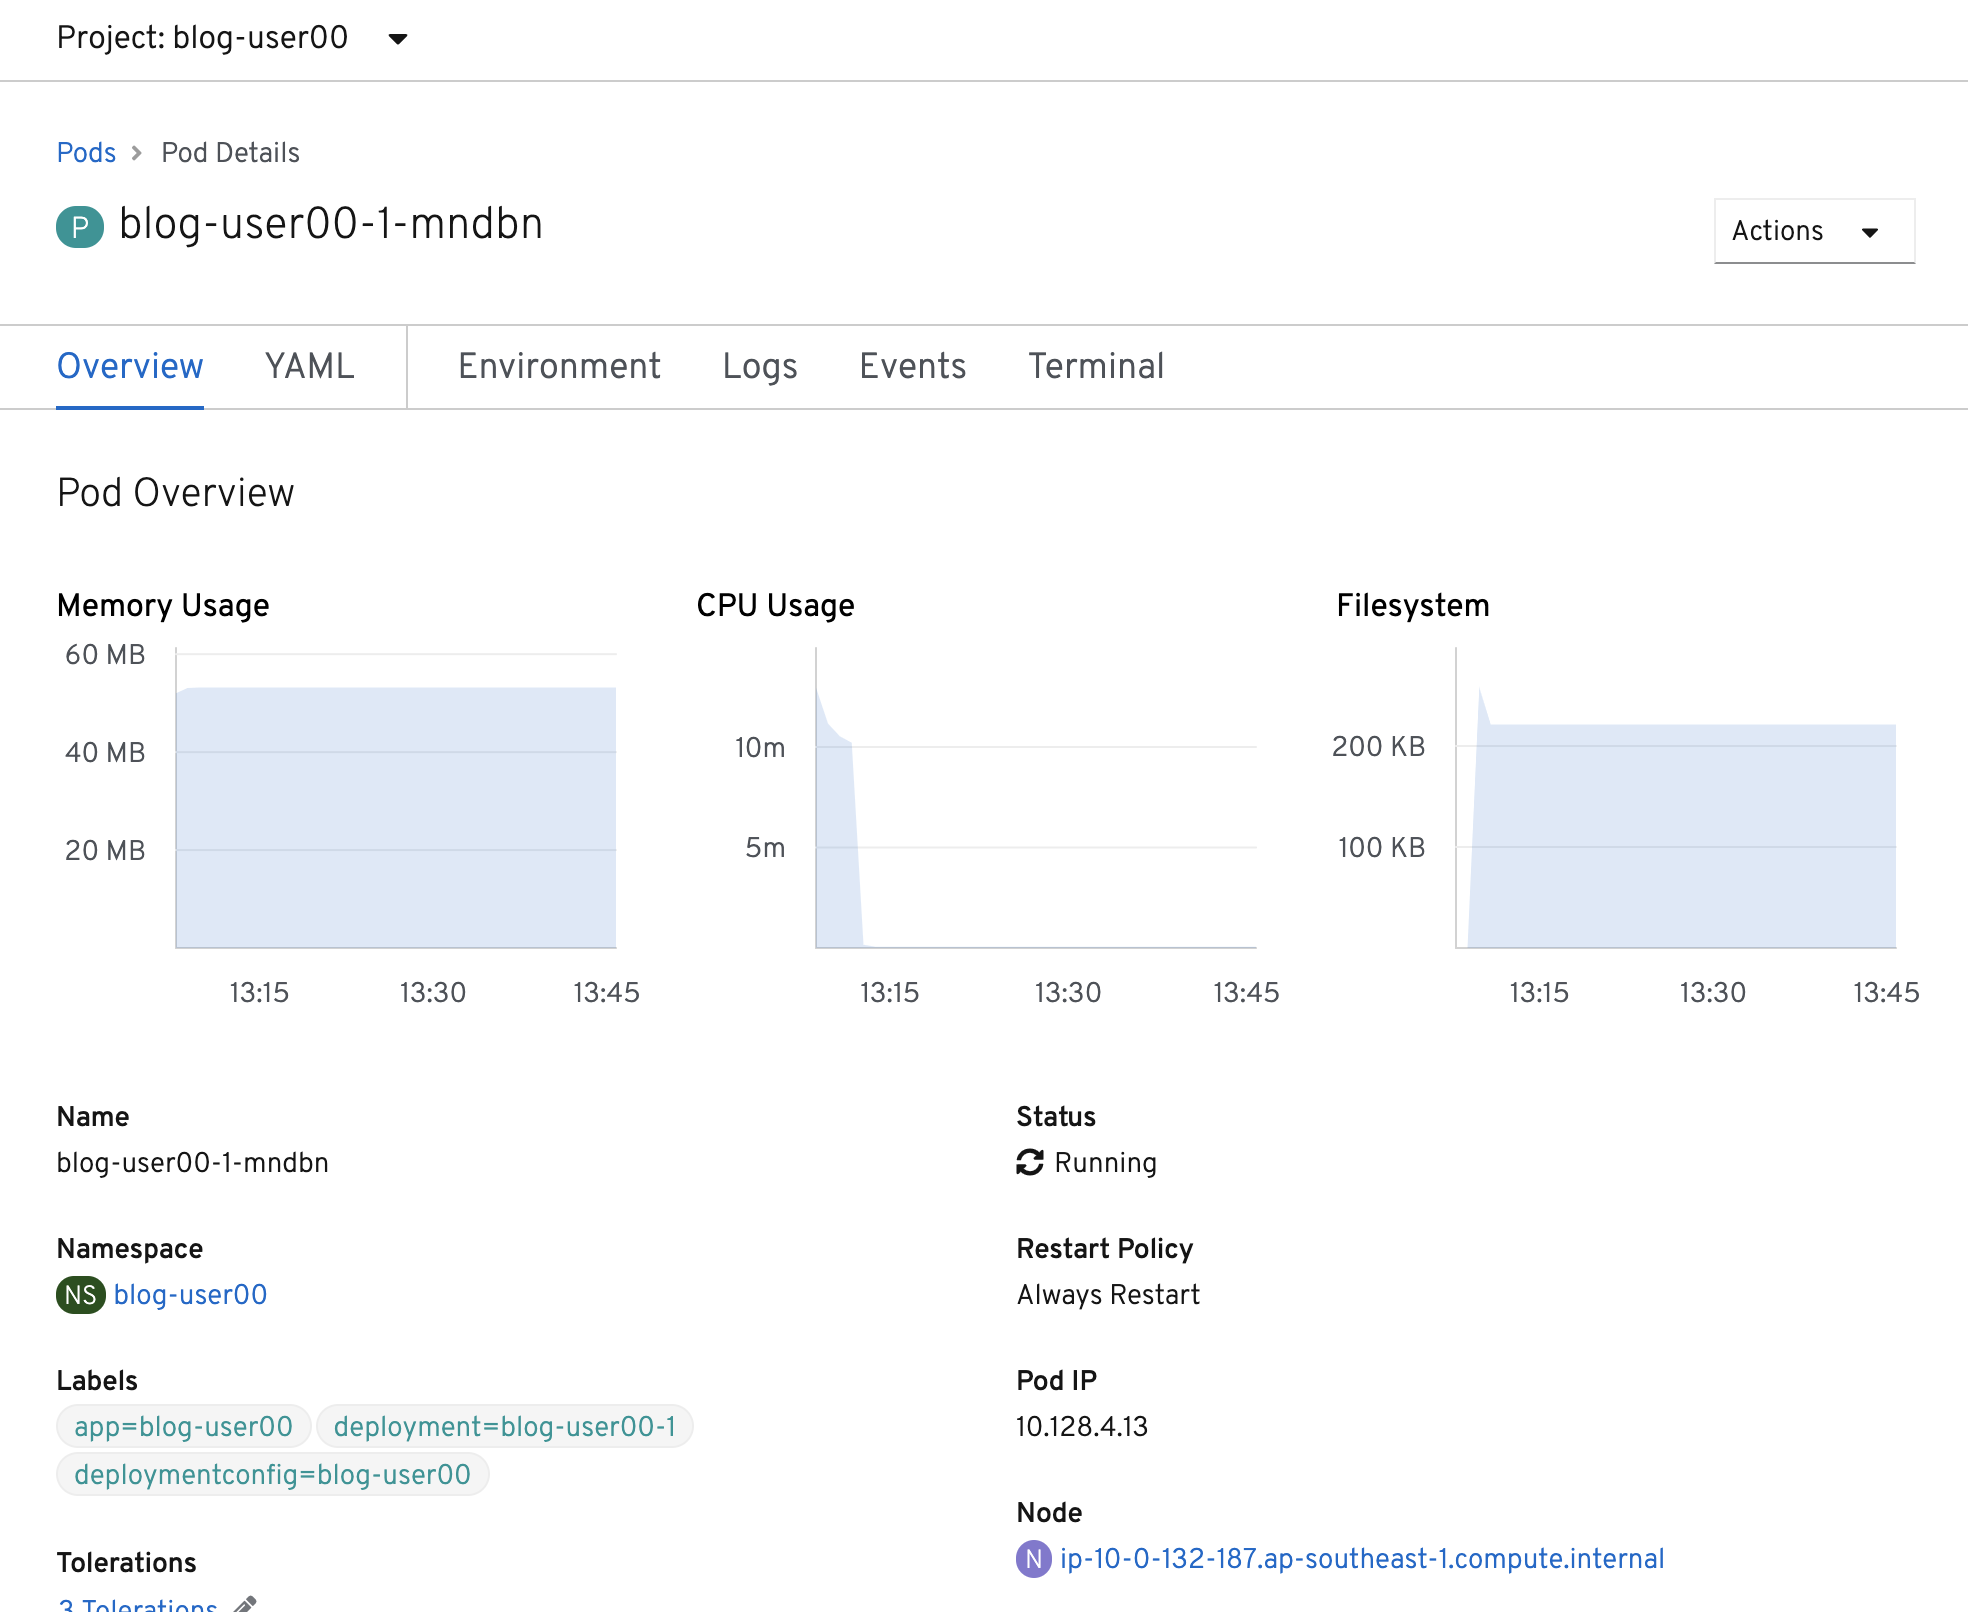 Project: blog-user00
Pods > Pod Details
P blog-user00-1-mndbn
Actions
Overview YAML Environment Logs Events Terminal
Pod Overview
Memory Usage
60 MB
40 MB
20 MB
13:15 13:30 13:45
CPU Usage
10m
5m
13:15 13:30 13:45
Filesystem
200 KB
100 KB
13:15 13:30 13:45
Name
blog-user00-1-mndbn
Namespace
NS blog-user00
Labels
app=blog-user00 deployment=blog-user00-1
deploymentconfig=blog-user00
Tolerations
3 Tolerations
Status
Running
Restart Policy
Always Restart
Pod IP
10.128.4.13
Node
N ip-10-0-132-187.ap-southeast-1.compute.internal